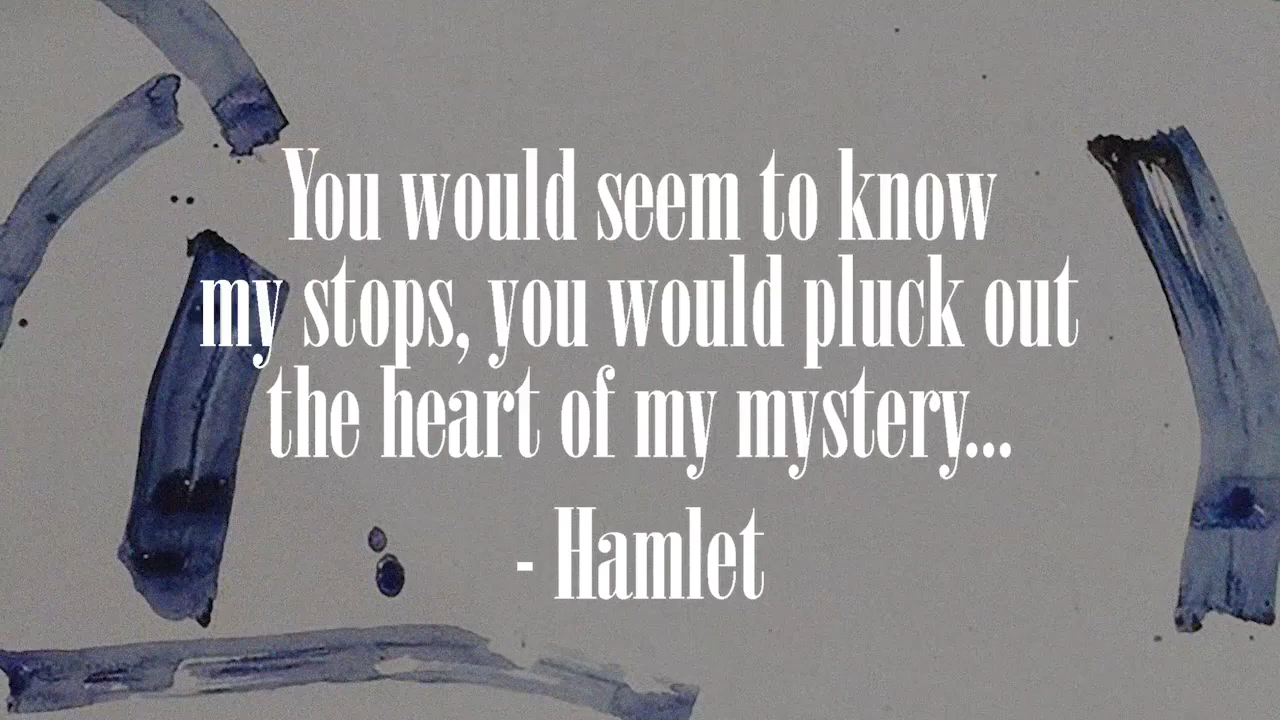 You would seem to know
my stops, you would pluck out
the heart of my mystery...
- Hamlet